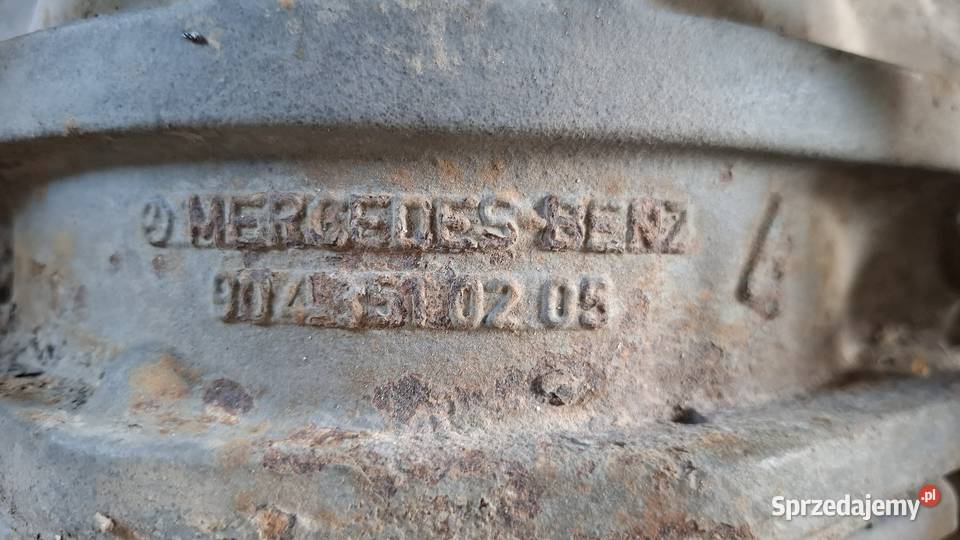 MERCEDES-BENZ
904 351 02 05
Sprzedajemy.pl